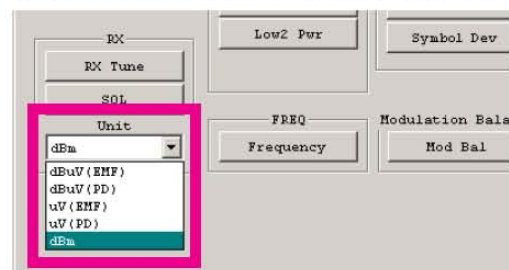 RX
RX Tune
SQL
Unit
dBm
dBuV(EMF)
dBuV(PD)
uV(EMF)
uV(PD)
dBm
Low2 Pwr
FREQ
Frequency
Symbol Dev
Modulation Bala
Mod Bal